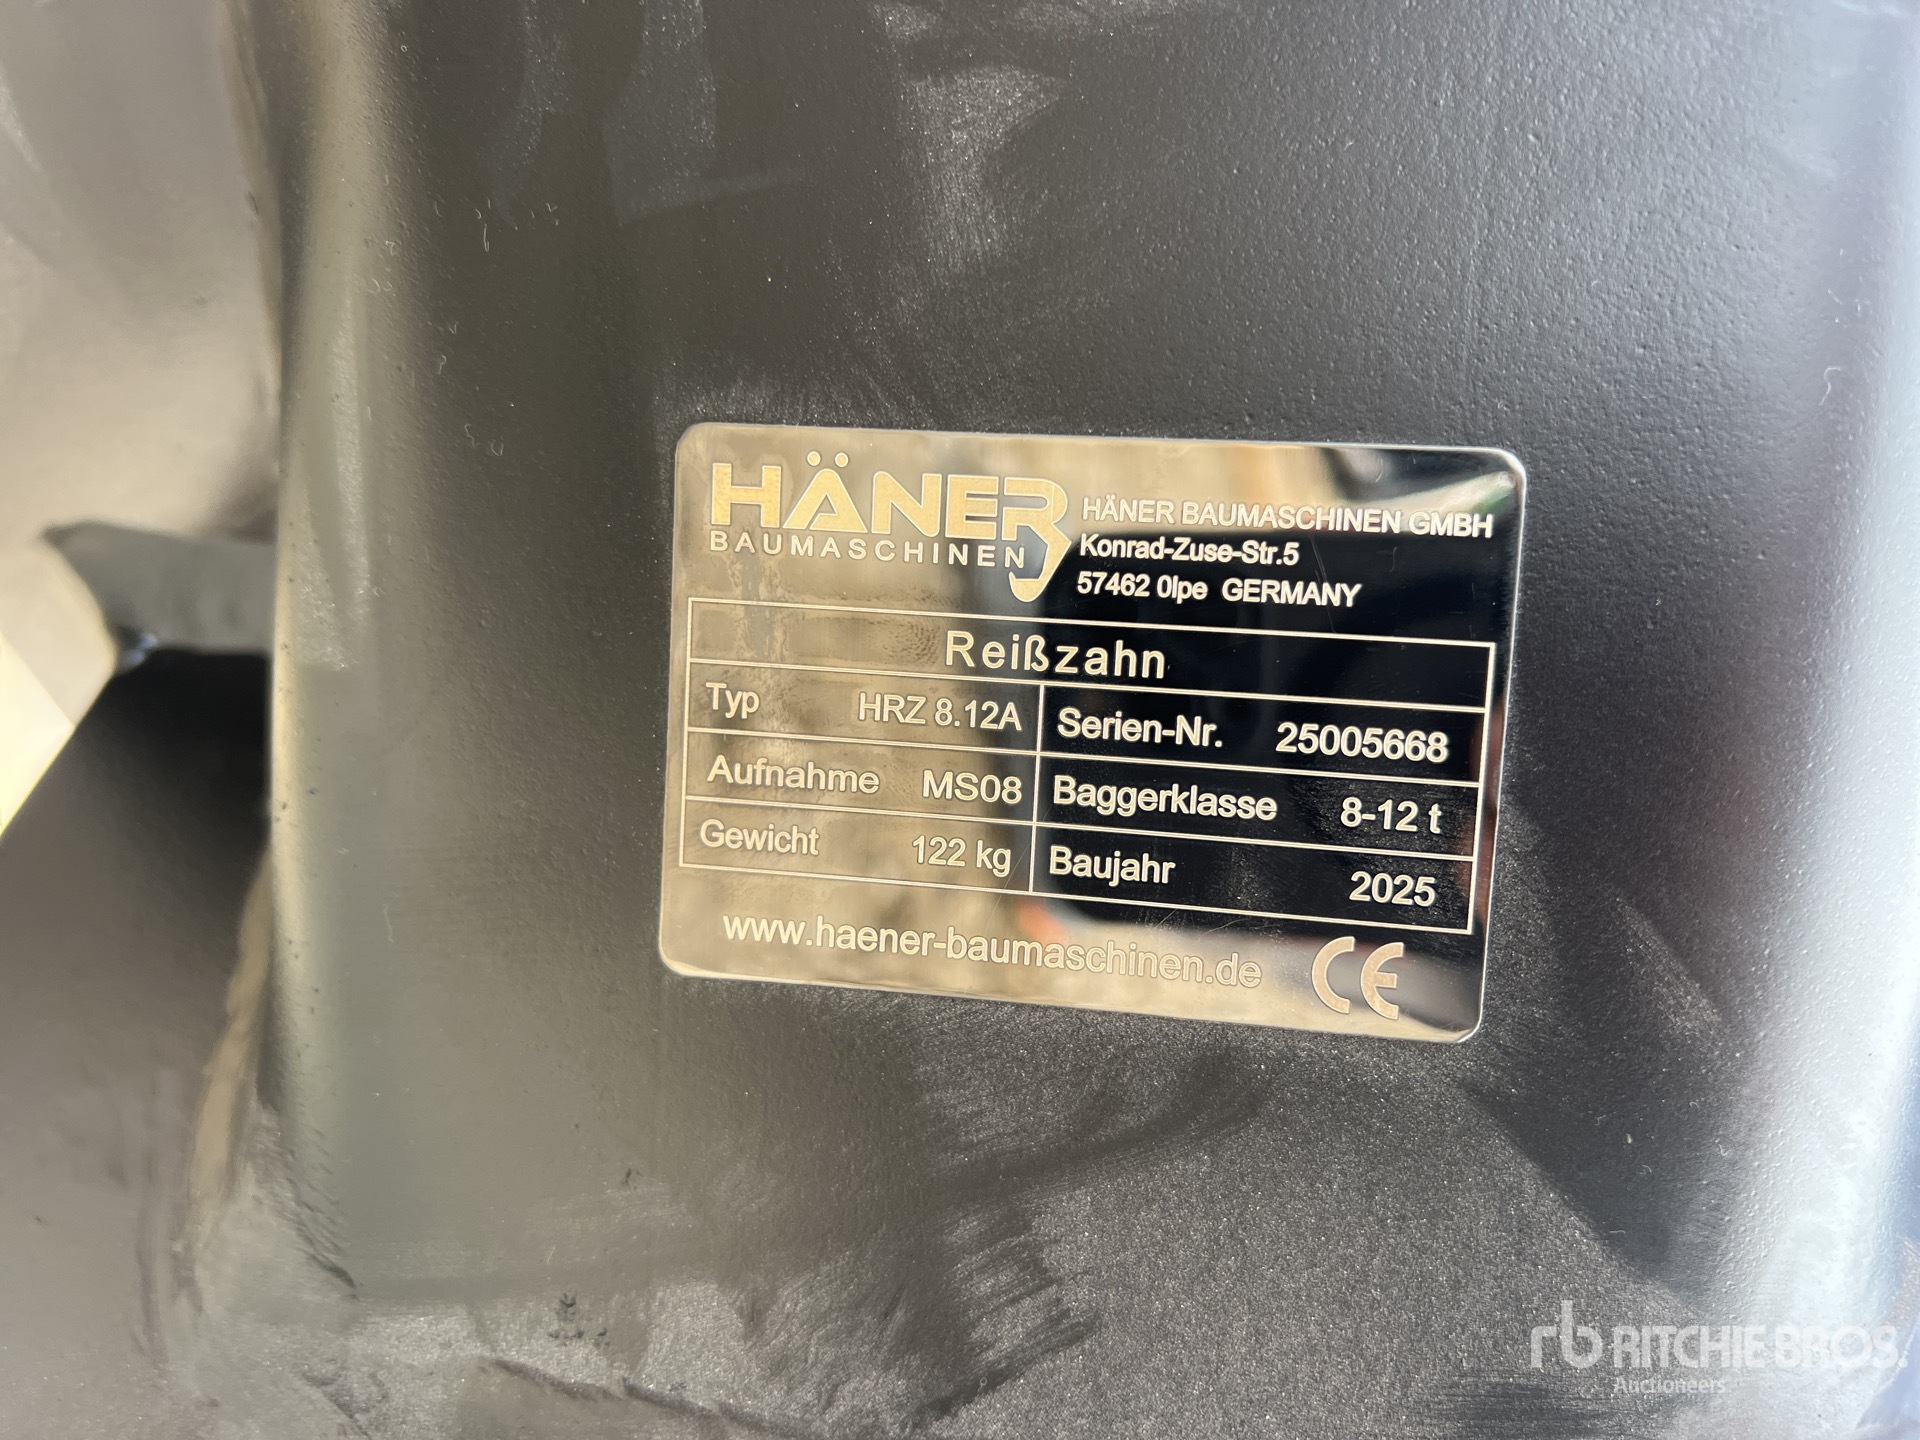 HÄNER
BAUMASCHINEN
HÄNER BAUMASCHINEN GMBH
Konrad-Zuse-Str.5
57462 Olpe GERMANY
Reißzahn
Typ HRZ 8.12A Serien-Nr. 25005668
Aufnahme MS08 Baggerklasse 8-12 t
Gewicht 122 kg Baujahr 2025
www.haener-baumaschinen.de CE
rb RITCHIE BROS.
Auctioneers